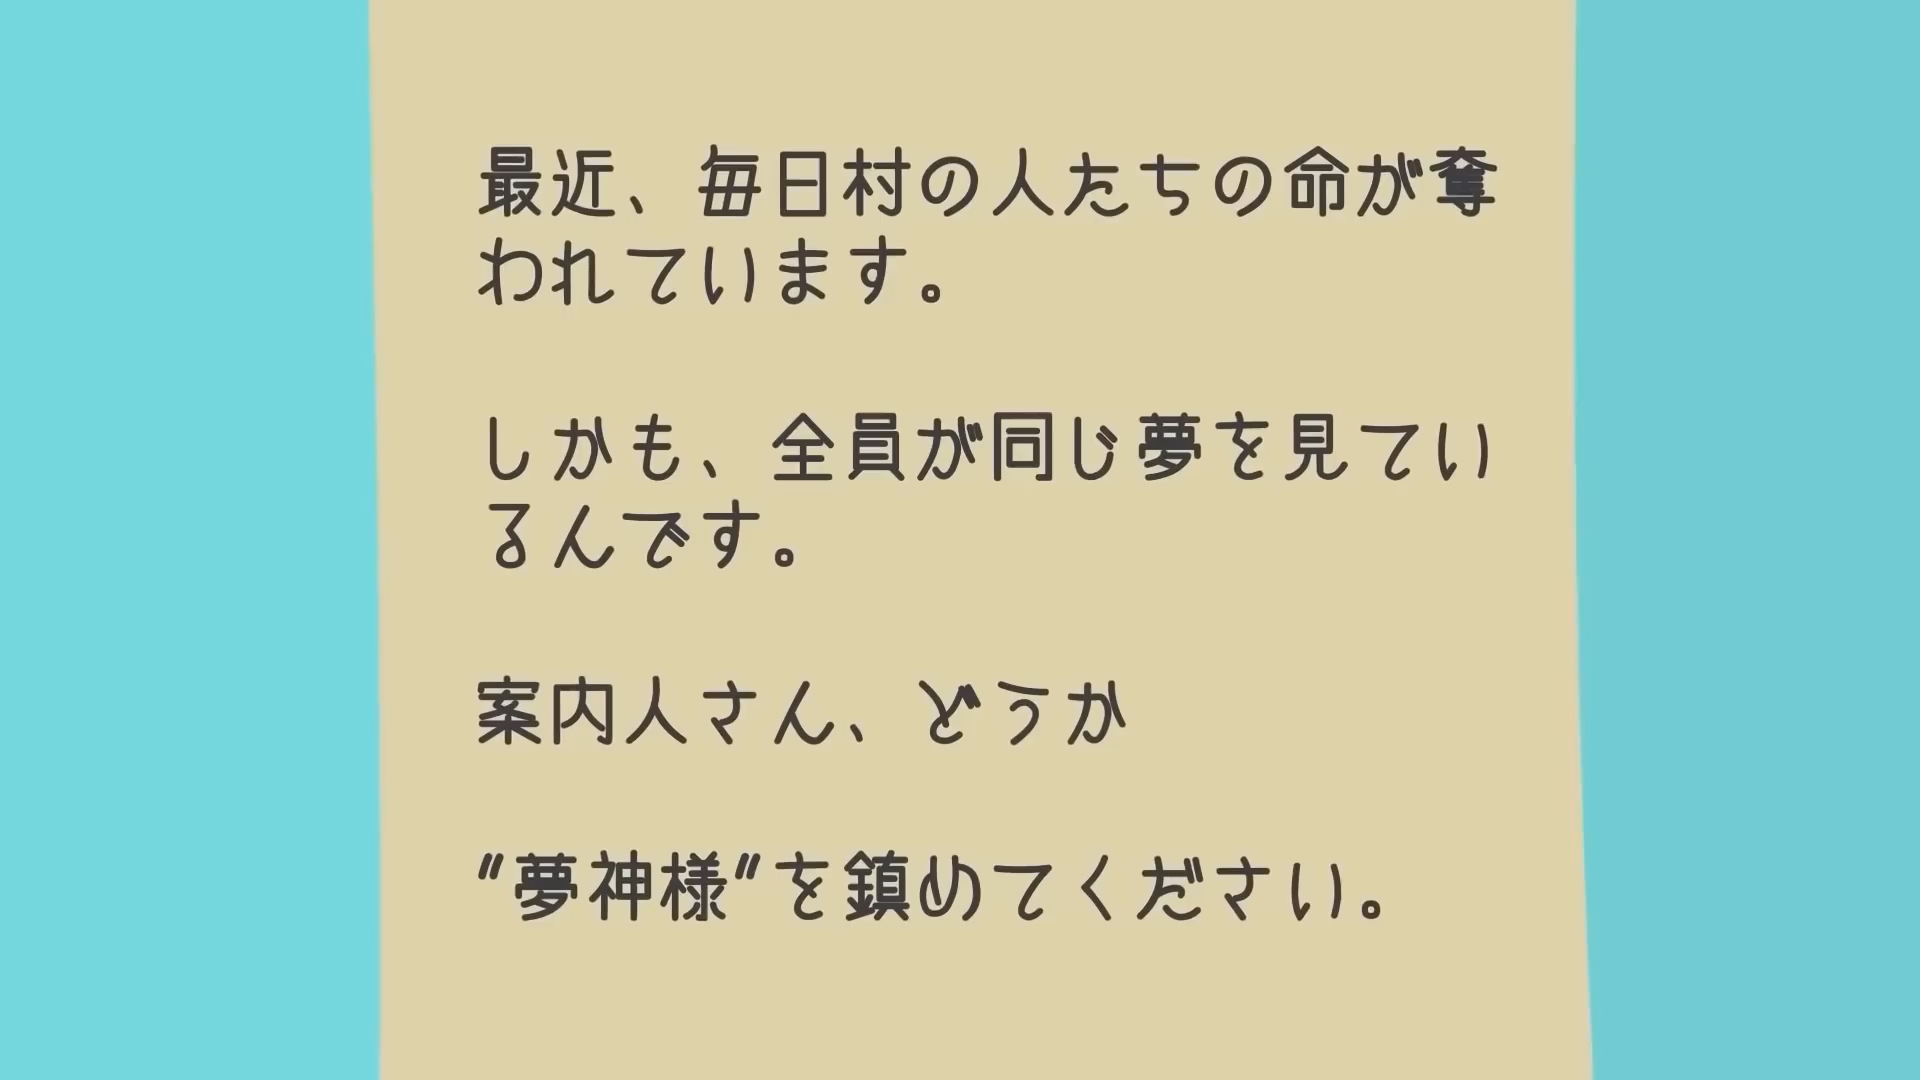 最近、毎日村の人たちの命が奪
われています。
しかも、全員が同じ夢を見てい
るんです。
案内人さん、どうか
"夢神様"を鎮めてください。